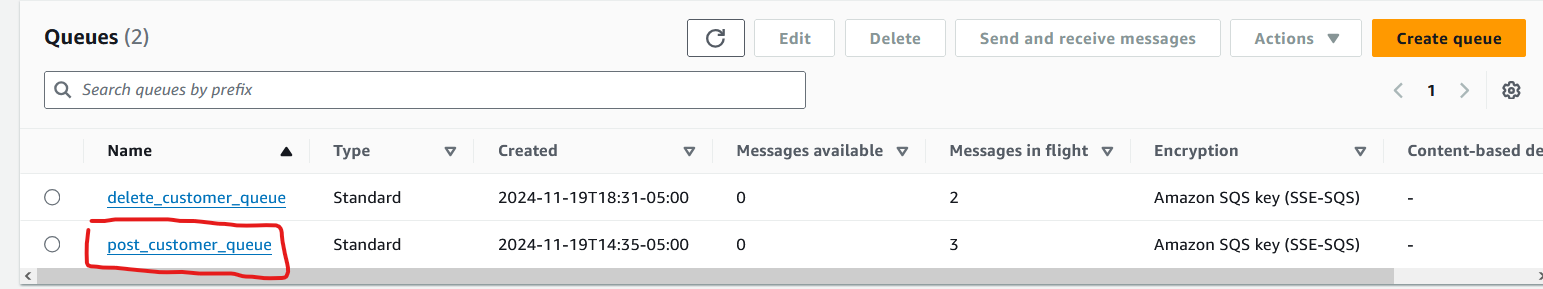 Queues (2)
Edit
Delete
Send and receive messages
Actions
Create queue
Search queues by prefix
1
Name Type Created Messages available Messages in flight Encryption Content-based de
delete_customer_queue Standard 2024-11-19T18:31-05:00 0 2 Amazon SQS key (SSE-SQS) -
post_customer_queue Standard 2024-11-19T14:35-05:00 0 3 Amazon SQS key (SSE-SQS) -